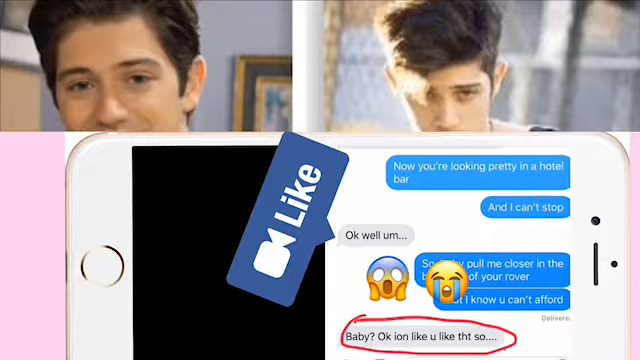 Now you're looking pretty in a hotel
bar
And I can't stop
Like
Ok well um...
pull me closer in the
of your rover
I know u can't afford
Delivere
Baby? Ok ion like u like tht so....